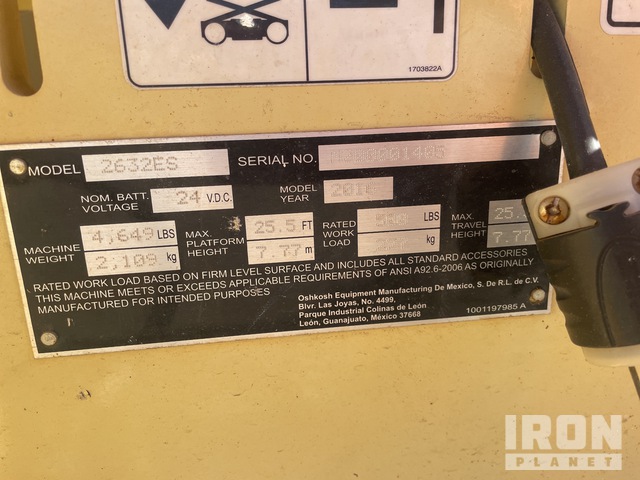 1703822A
MODEL 2632ES SERIAL NO.
NOM. BATT. VOLTAGE 24 V.D.C. MODEL YEAR
MACHINE WEIGHT 4,649 LBS 2,109 kg MAX. PLATFORM HEIGHT 25.5 FT 7.77 m RATED WORK LOAD LBS kg MAX. TRAVEL HEIGHT 25. 7.77
RATED WORK LOAD BASED ON FIRM LEVEL SURFACE AND INCLUDES ALL STANDARD ACCESSORIES
THIS MACHINE MEETS OR EXCEEDS APPLICABLE REQUIREMENTS OF ANSI A92.6-2006 AS ORIGINALLY
MANUFACTURED FOR INTENDED PURPOSES
Oshkosh Equipment Manufacturing De Mexico, S. De R.L. de C.V.
Blvr. Las Joyas, No. 4499,
Parque Industrial Colinas de León
León, Guanajuato, México 37668
1001197985 A
IRON
PLANET